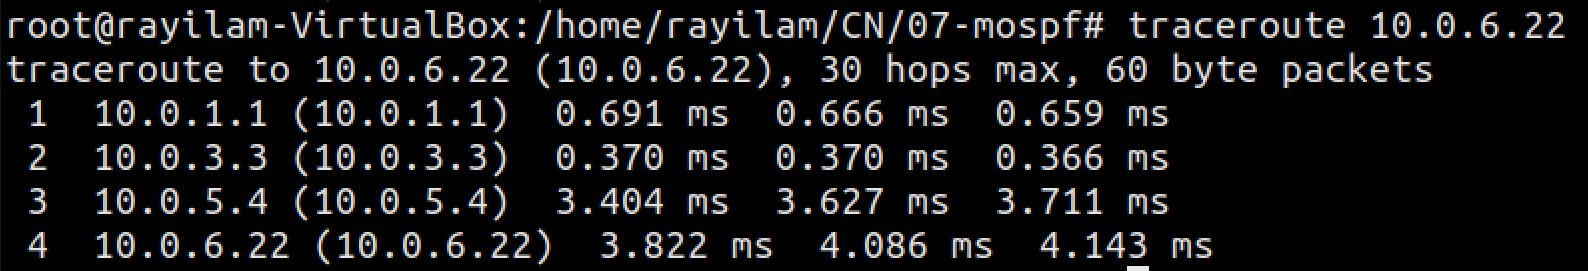 root@rayilam-VirtualBox:/home/rayilam/CN/07-mospf# traceroute 10.0.6.22
traceroute to 10.0.6.22 (10.0.6.22), 30 hops max, 60 byte packets
 1  10.0.1.1 (10.0.1.1)  0.691 ms  0.666 ms  0.659 ms
 2  10.0.3.3 (10.0.3.3)  0.370 ms  0.370 ms  0.366 ms
 3  10.0.5.4 (10.0.5.4)  3.404 ms  3.627 ms  3.711 ms
 4  10.0.6.22 (10.0.6.22)  3.822 ms  4.086 ms  4.143 ms